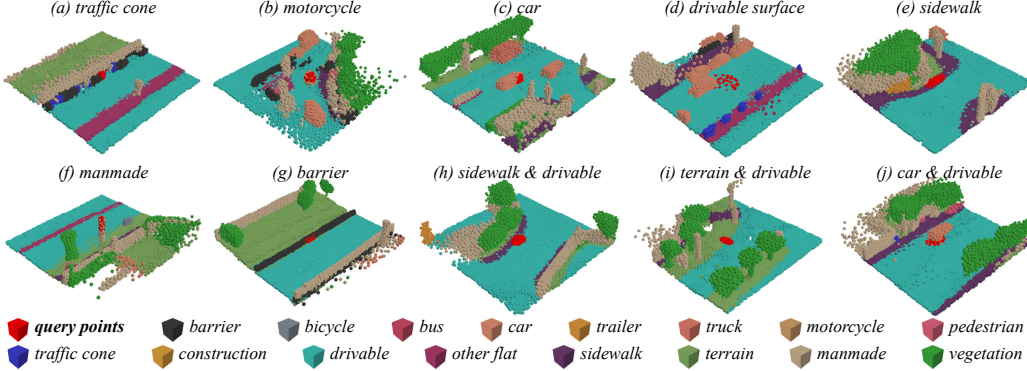 (a) traffic cone (b) motorcycle (c) car (d) drivable surface (e) sidewalk
(f) manmade (g) barrier (h) sidewalk & drivable (i) terrain & drivable (j) car & drivable
query points barrier bicycle bus car trailer truck motorcycle pedestrian
traffic cone construction drivable other flat sidewalk terrain manmade vegetation